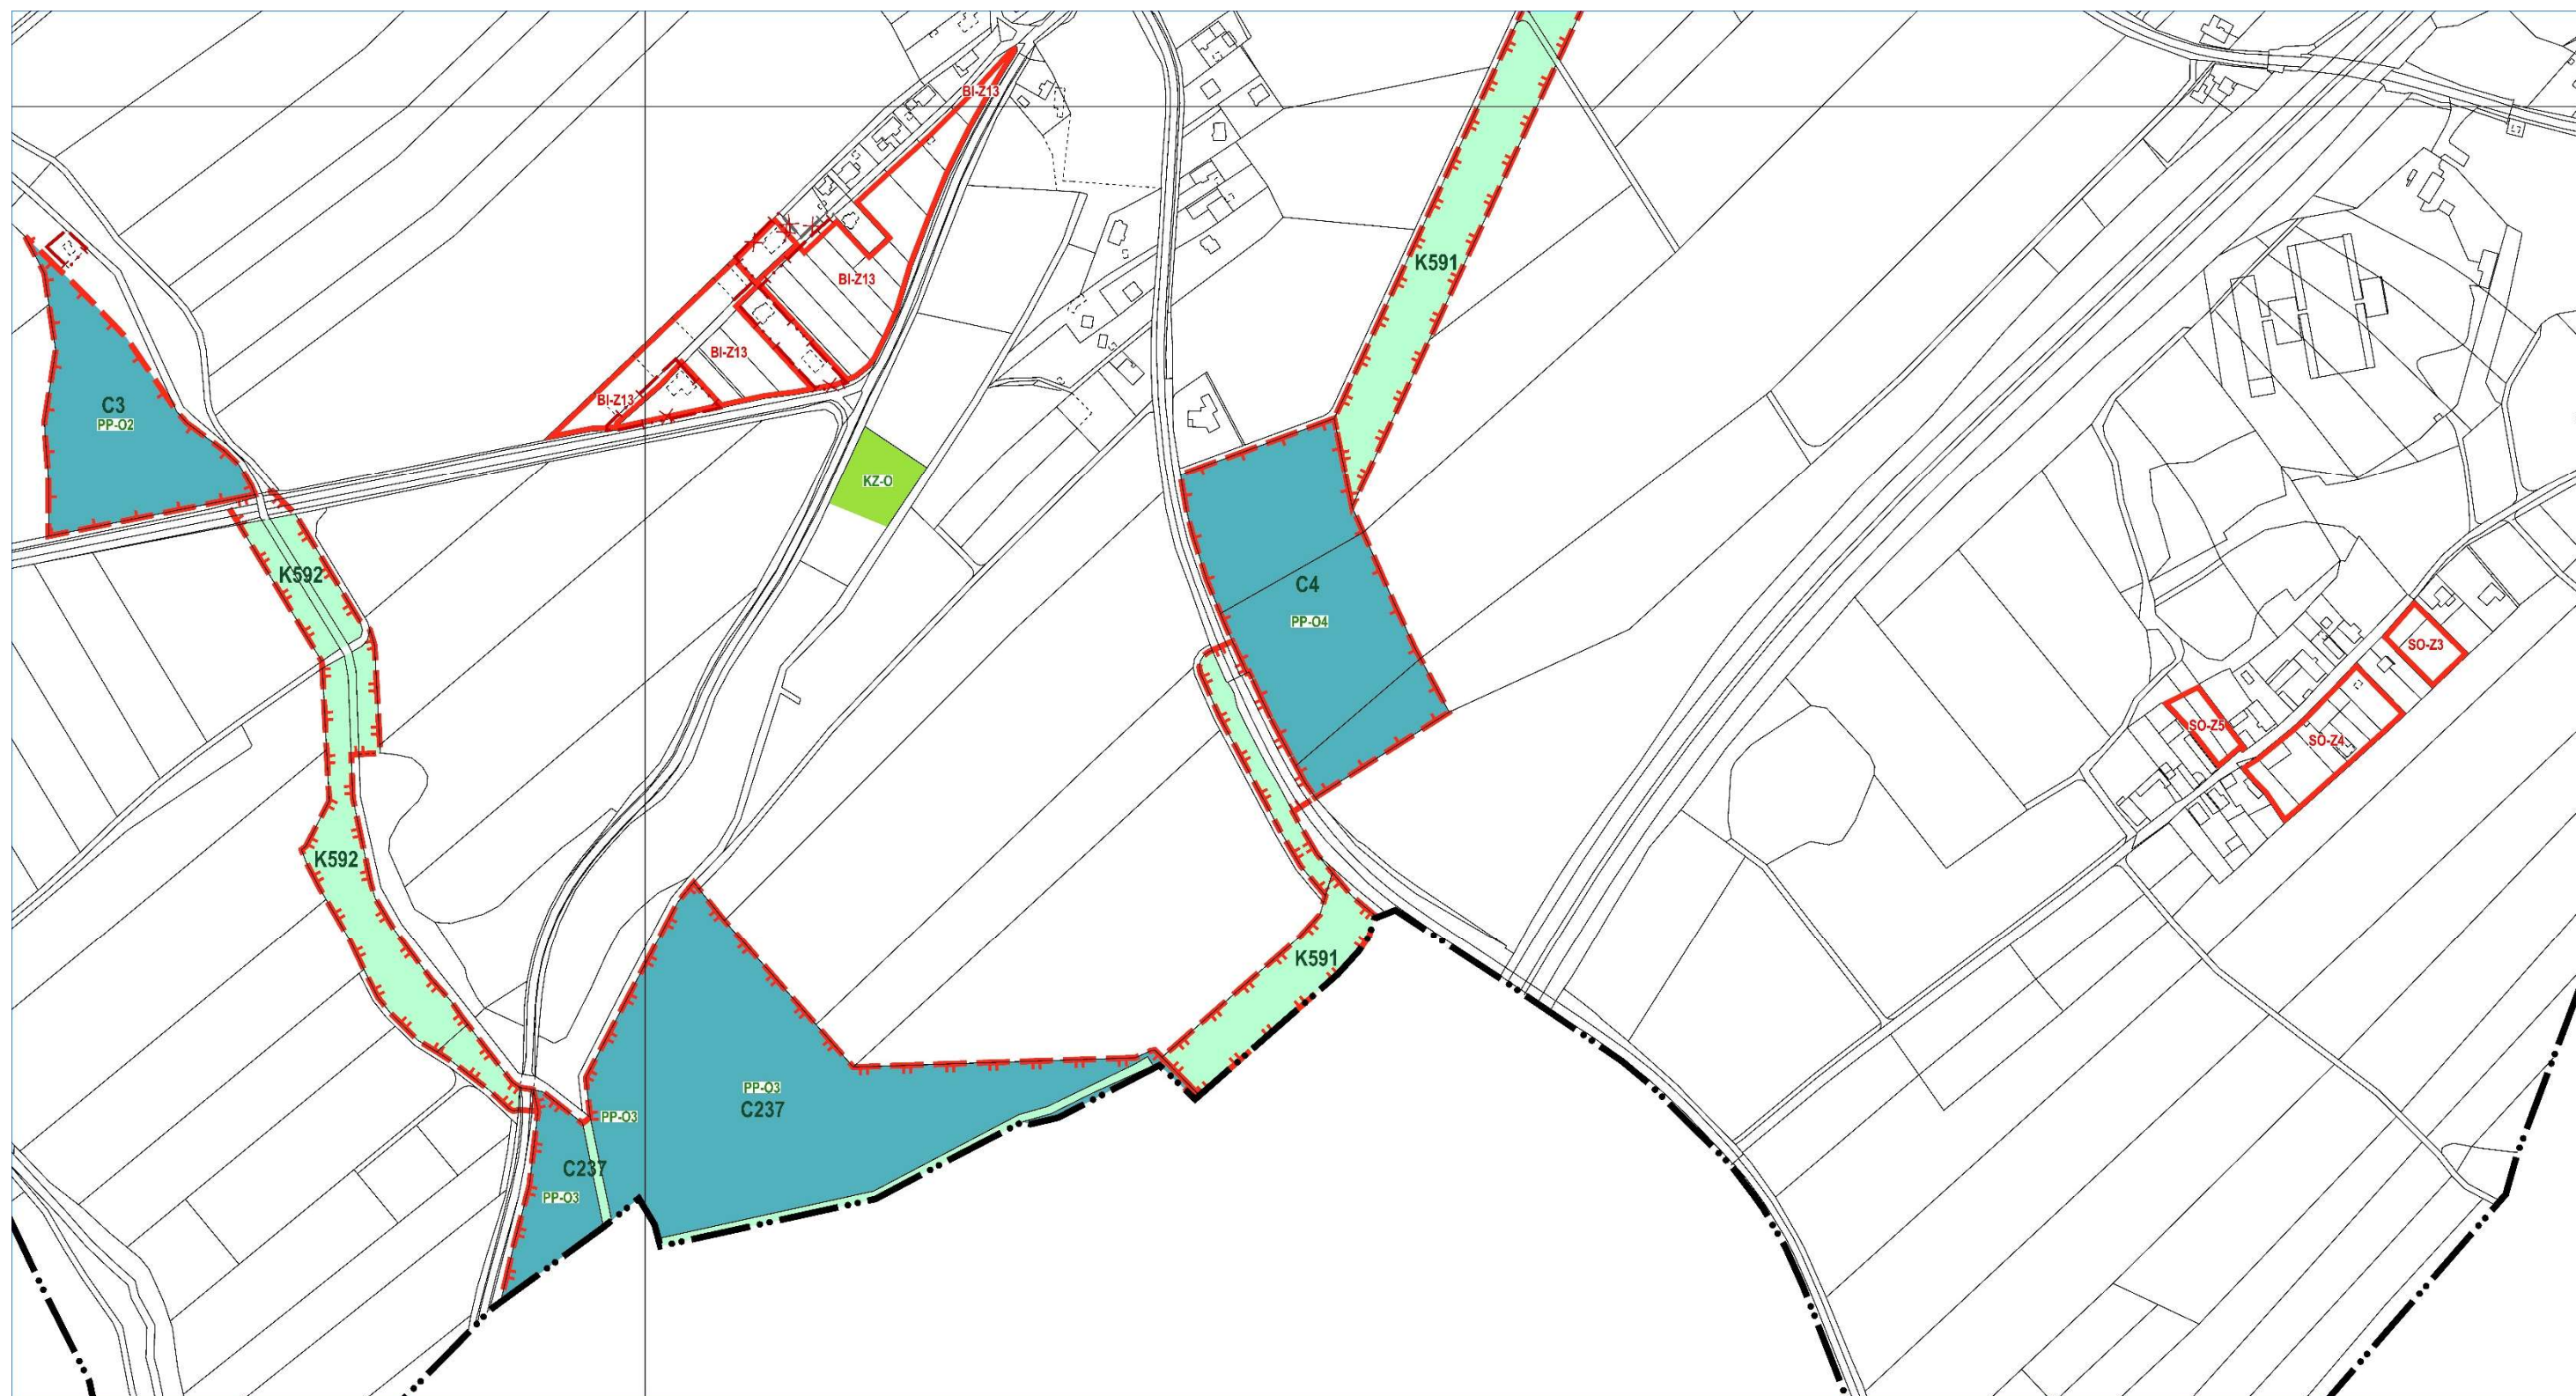 BI-Z13
K591
BI-Z13
BI-Z13
BI-Z13
C3
PP-O2
KZ-O
K592
C4
PP-O4
SO-Z3
SO-Z5
SO-Z4
K592
K591
PP-O3
C237
PP-O3
C237
PP-O3